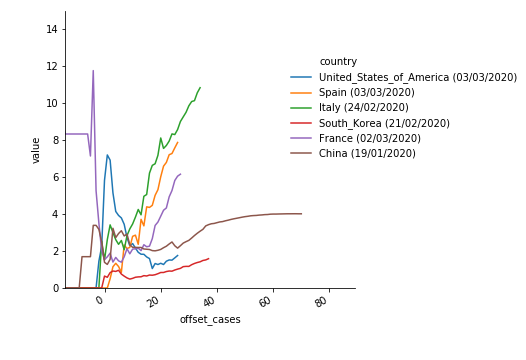 14
12
10
8
6
4
2
0
value
0
20
40
60
80
offset_cases
country
United_States_of_America (03/03/2020)
Spain (03/03/2020)
Italy (24/02/2020)
South_Korea (21/02/2020)
France (02/03/2020)
China (19/01/2020)